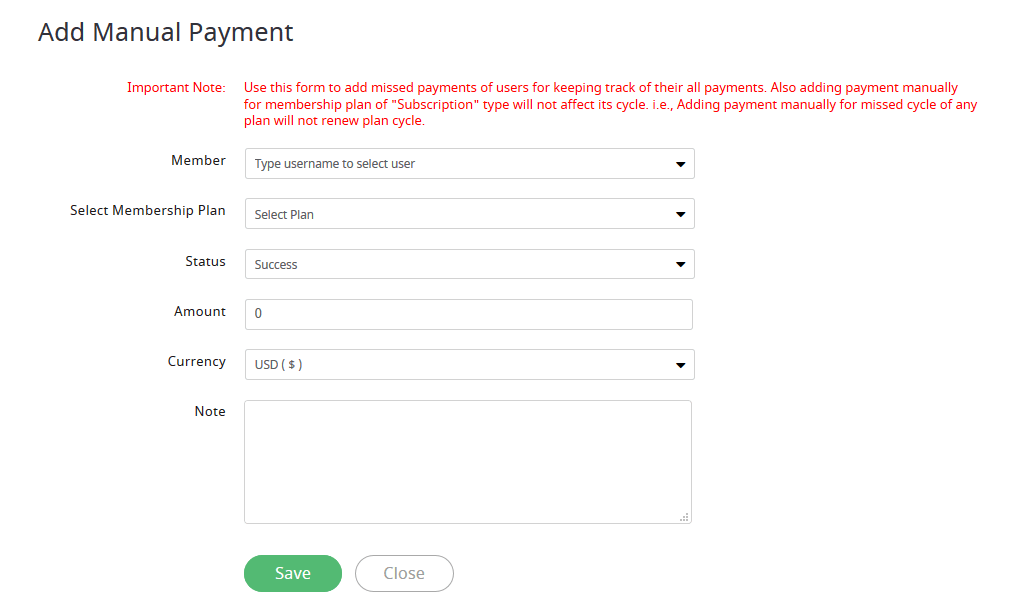 Add Manual Payment
Important Note: Use this form to add missed payments of users for keeping track of their all payments. Also adding payment manually
for membership plan of "Subscription" type will not affect its cycle. i.e., Adding payment manually for missed cycle of any
plan will not renew plan cycle.
Member Type username to select user
Select Membership Plan Select Plan
Status Success
Amount 0
Currency USD ( $ )
Note
Save Close